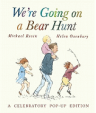 We're Going on
a Bear Hunt
Michael Rosen Helen Oxenbury
A CELEBRATORY POP-UP EDITION